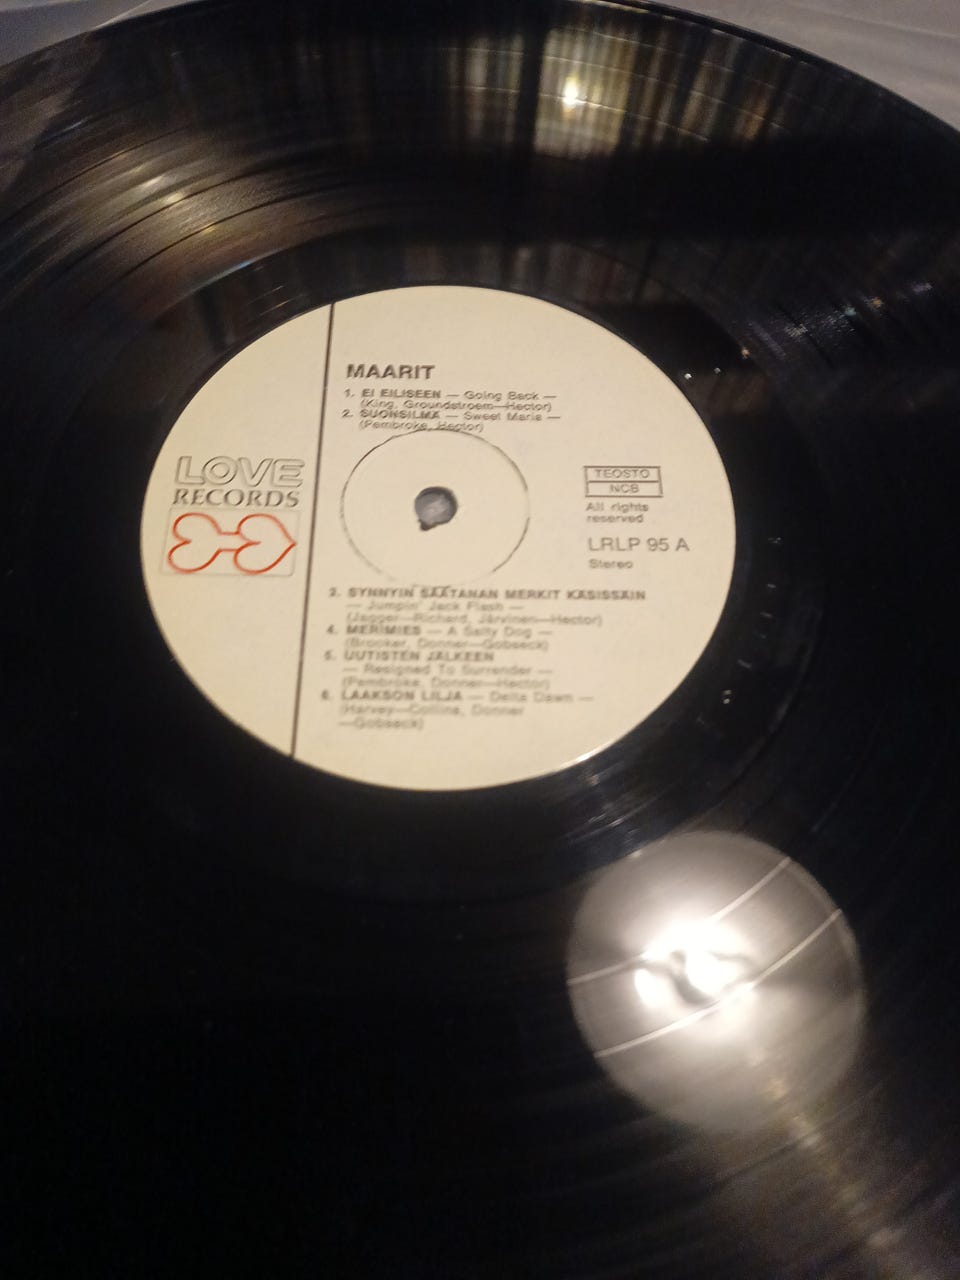 MAARIT
1. EI EILISEEN — Going Back —
(King, Groundstroem—Hector)
2. SUONSILMÄ — Sweet Marie —
(Pembroke, Hector)
LOVE
RECORDS
TEOSTO
NCB
All rights
reserved
LRLP 95 A
Stereo
3. SYNNYIN SAATANAN MERKIT KÄSISSÄIN
— Jumpin' Jack Flash —
(Jagger—Richard, Järvinen—Hector)
4. MERIMIES — A Salty Dog —
(Brooker, Donner—Gobseck)
5. UUTISTEN JÄLKEEN
— Resigned To Surrender —
(Pembroke, Donner—Hector)
6. LAAKSON LILJA — Delta Dawn —
(Harvey—Collins, Donner
—Gobseck)